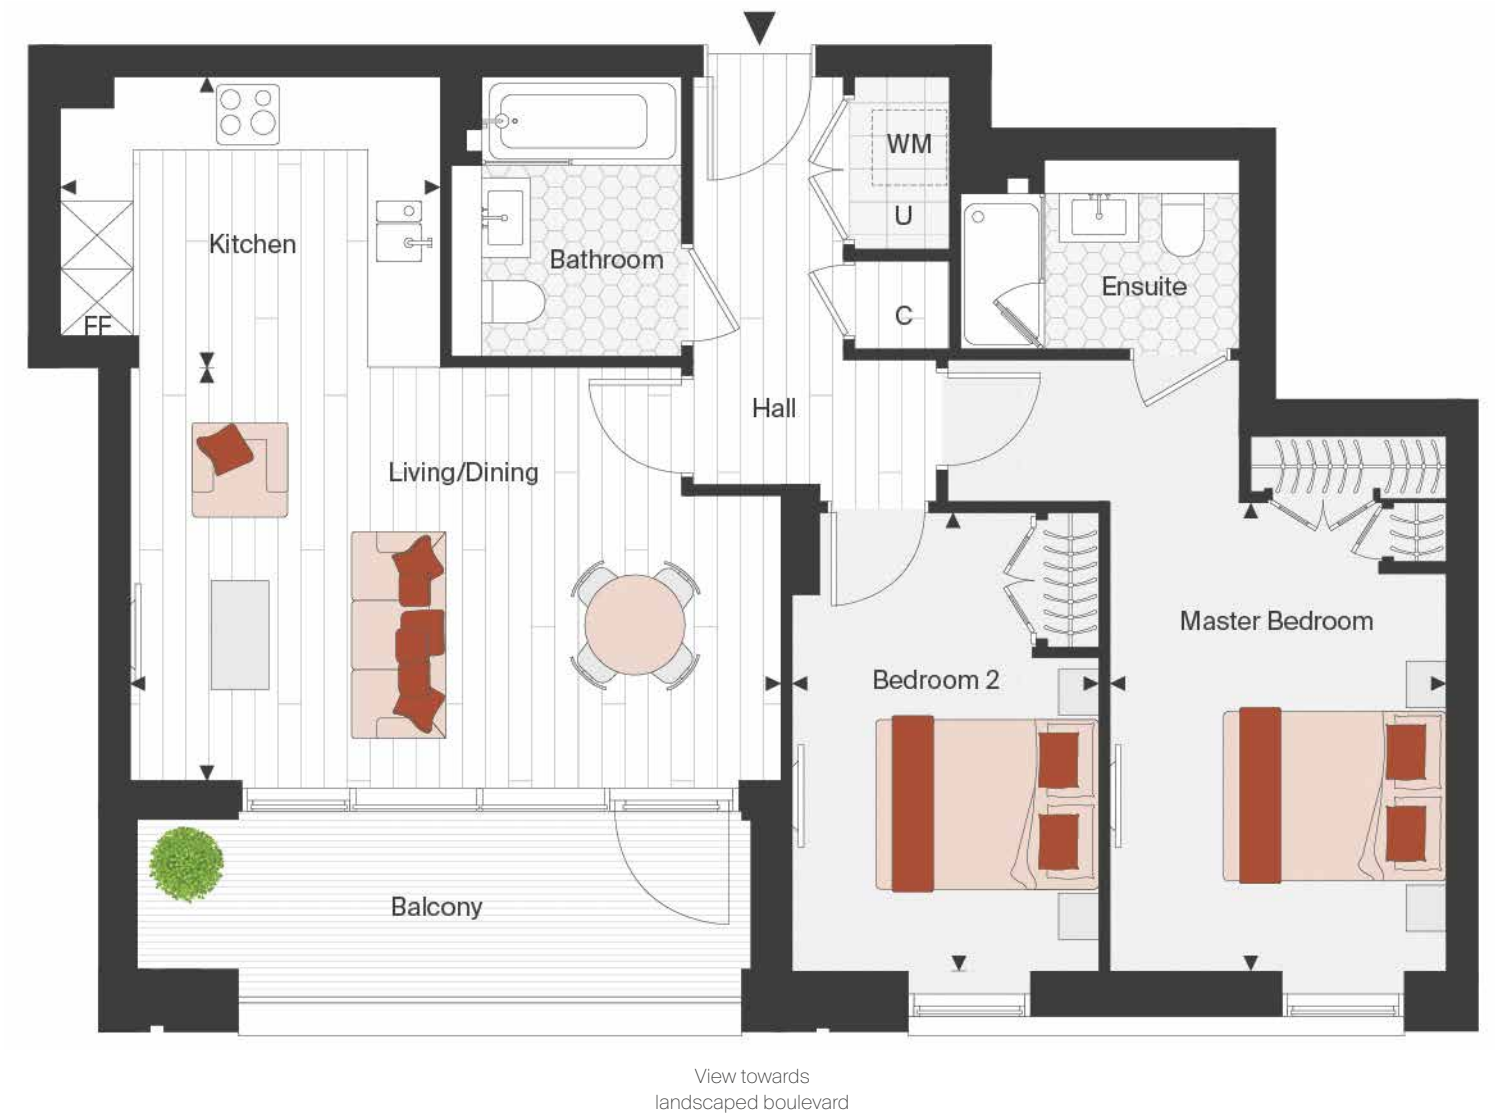 WM
U
Kitchen
Bathroom
Ensuite
C
FF
Hall
Living/Dining
Master Bedroom
Bedroom 2
Balcony
View towards
landscaped boulevard